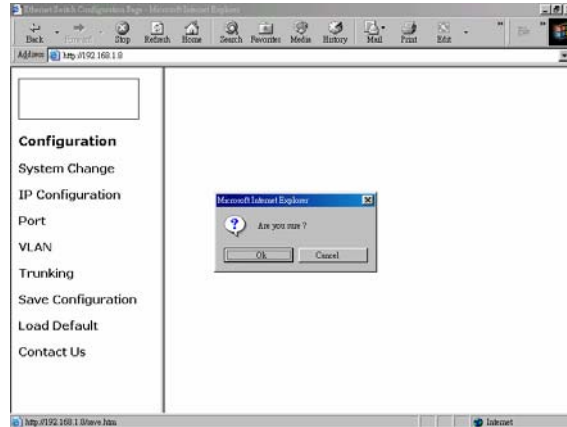 Ethernet Switch Configuration Page - Microsoft Internet Explorer
Back Forward Stop Refresh Home Search Favorites Media History Mail Print Edit
Address http://192.168.1.8
Configuration
System Change
IP Configuration
Port
VLAN
Trunking
Save Configuration
Load Default
Contact Us
Microsoft Internet Explorer
Are you sure ?
Ok Cancel
http://192.168.1.8/save.htm Internet